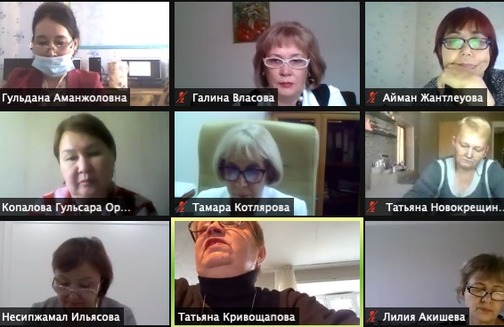 Гульдана Аманжоловна
Галина Власова
Айман Жантлеуова
Копалова Гульсара Ор...
Тамара Котлярова
Татьяна Новокрещин...
Несипжамал Ильясова
Татьяна Кривощапова
Лилия Акишева